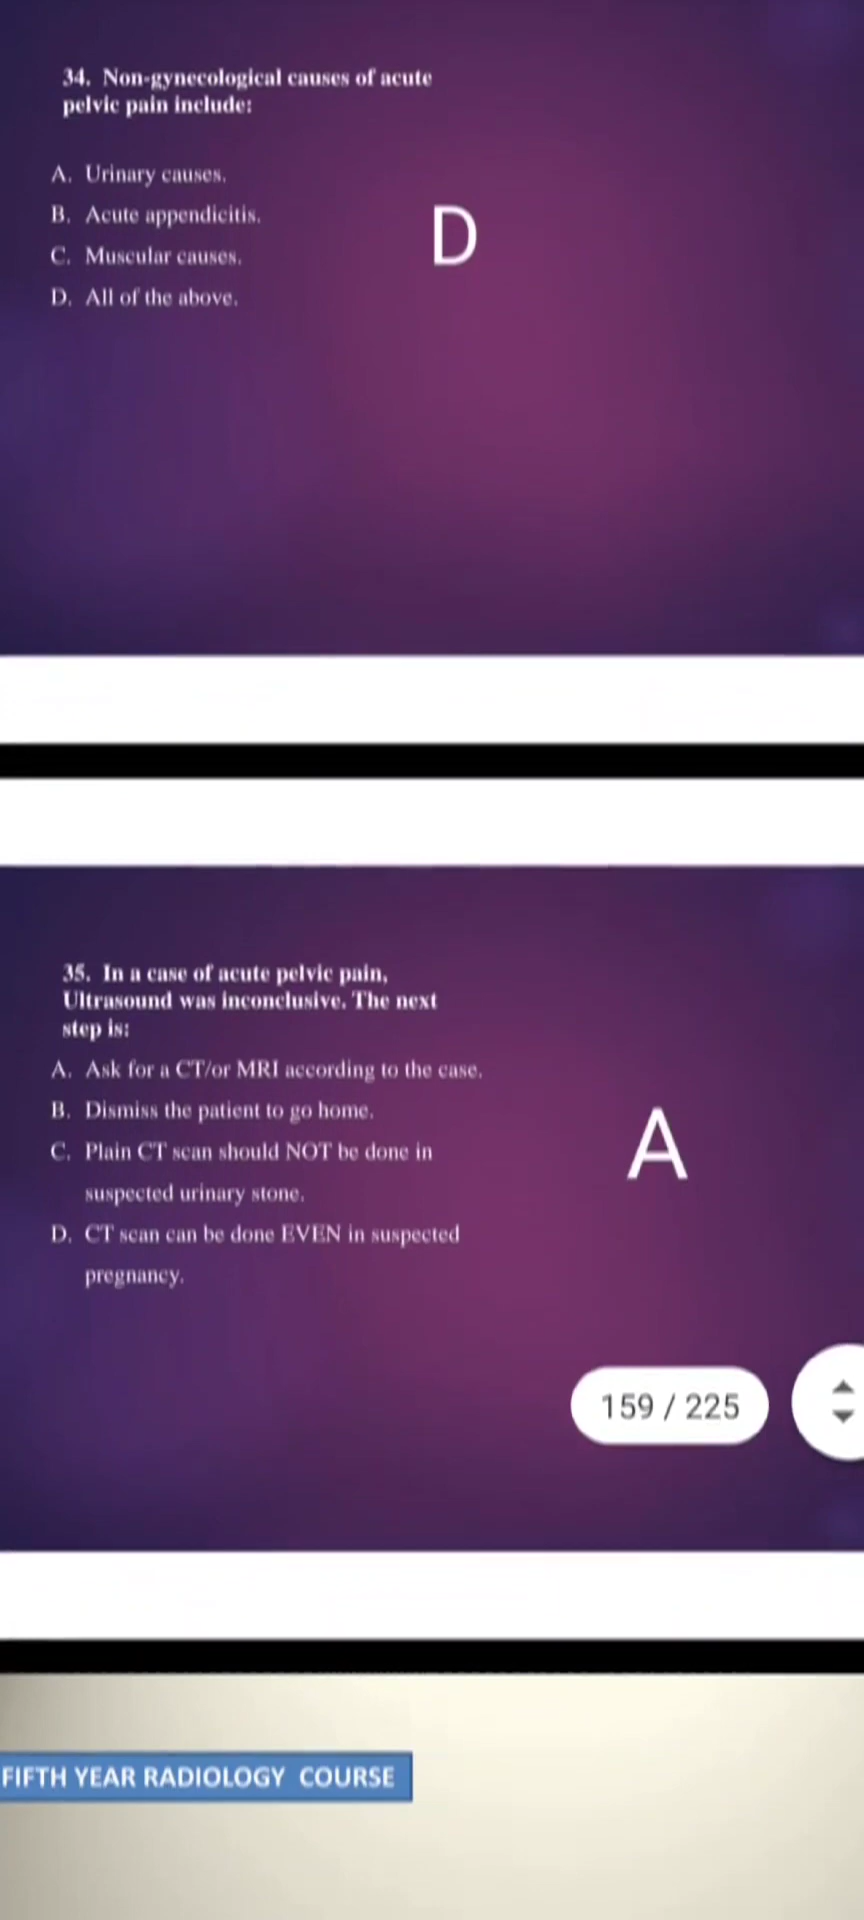 34. Non-gynecological causes of acute
pelvic pain include:
A. Urinary causes.
B. Acute appendicitis.
C. Muscular causes.
D. All of the above.
D
35. In a case of acute pelvic pain,
Ultrasound was inconclusive. The next
step is:
A. Ask for a CT/or MRI according to the case.
B. Dismiss the patient to go home.
C. Plain CT scan should NOT be done in
suspected urinary stone.
D. CT scan can be done EVEN in suspected
pregnancy.
A
159 / 225
FIFTH YEAR RADIOLOGY COURSE